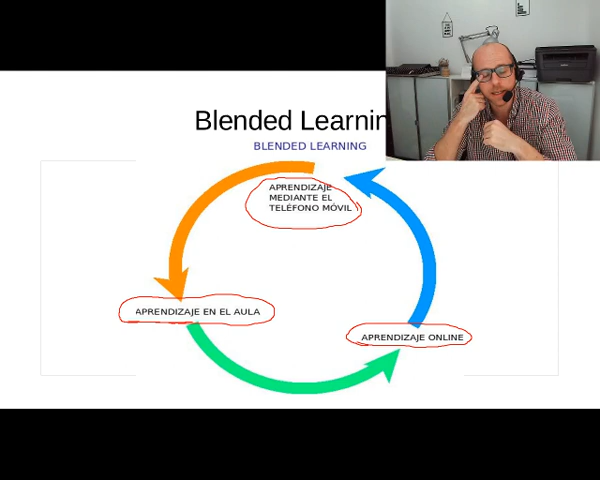 Blended Learnin
BLENDED LEARNING
APRENDIZAJE
MEDIANTE EL
TELÉFONO MÓVIL
APRENDIZAJE EN EL AULA
APRENDIZAJE ONLINE